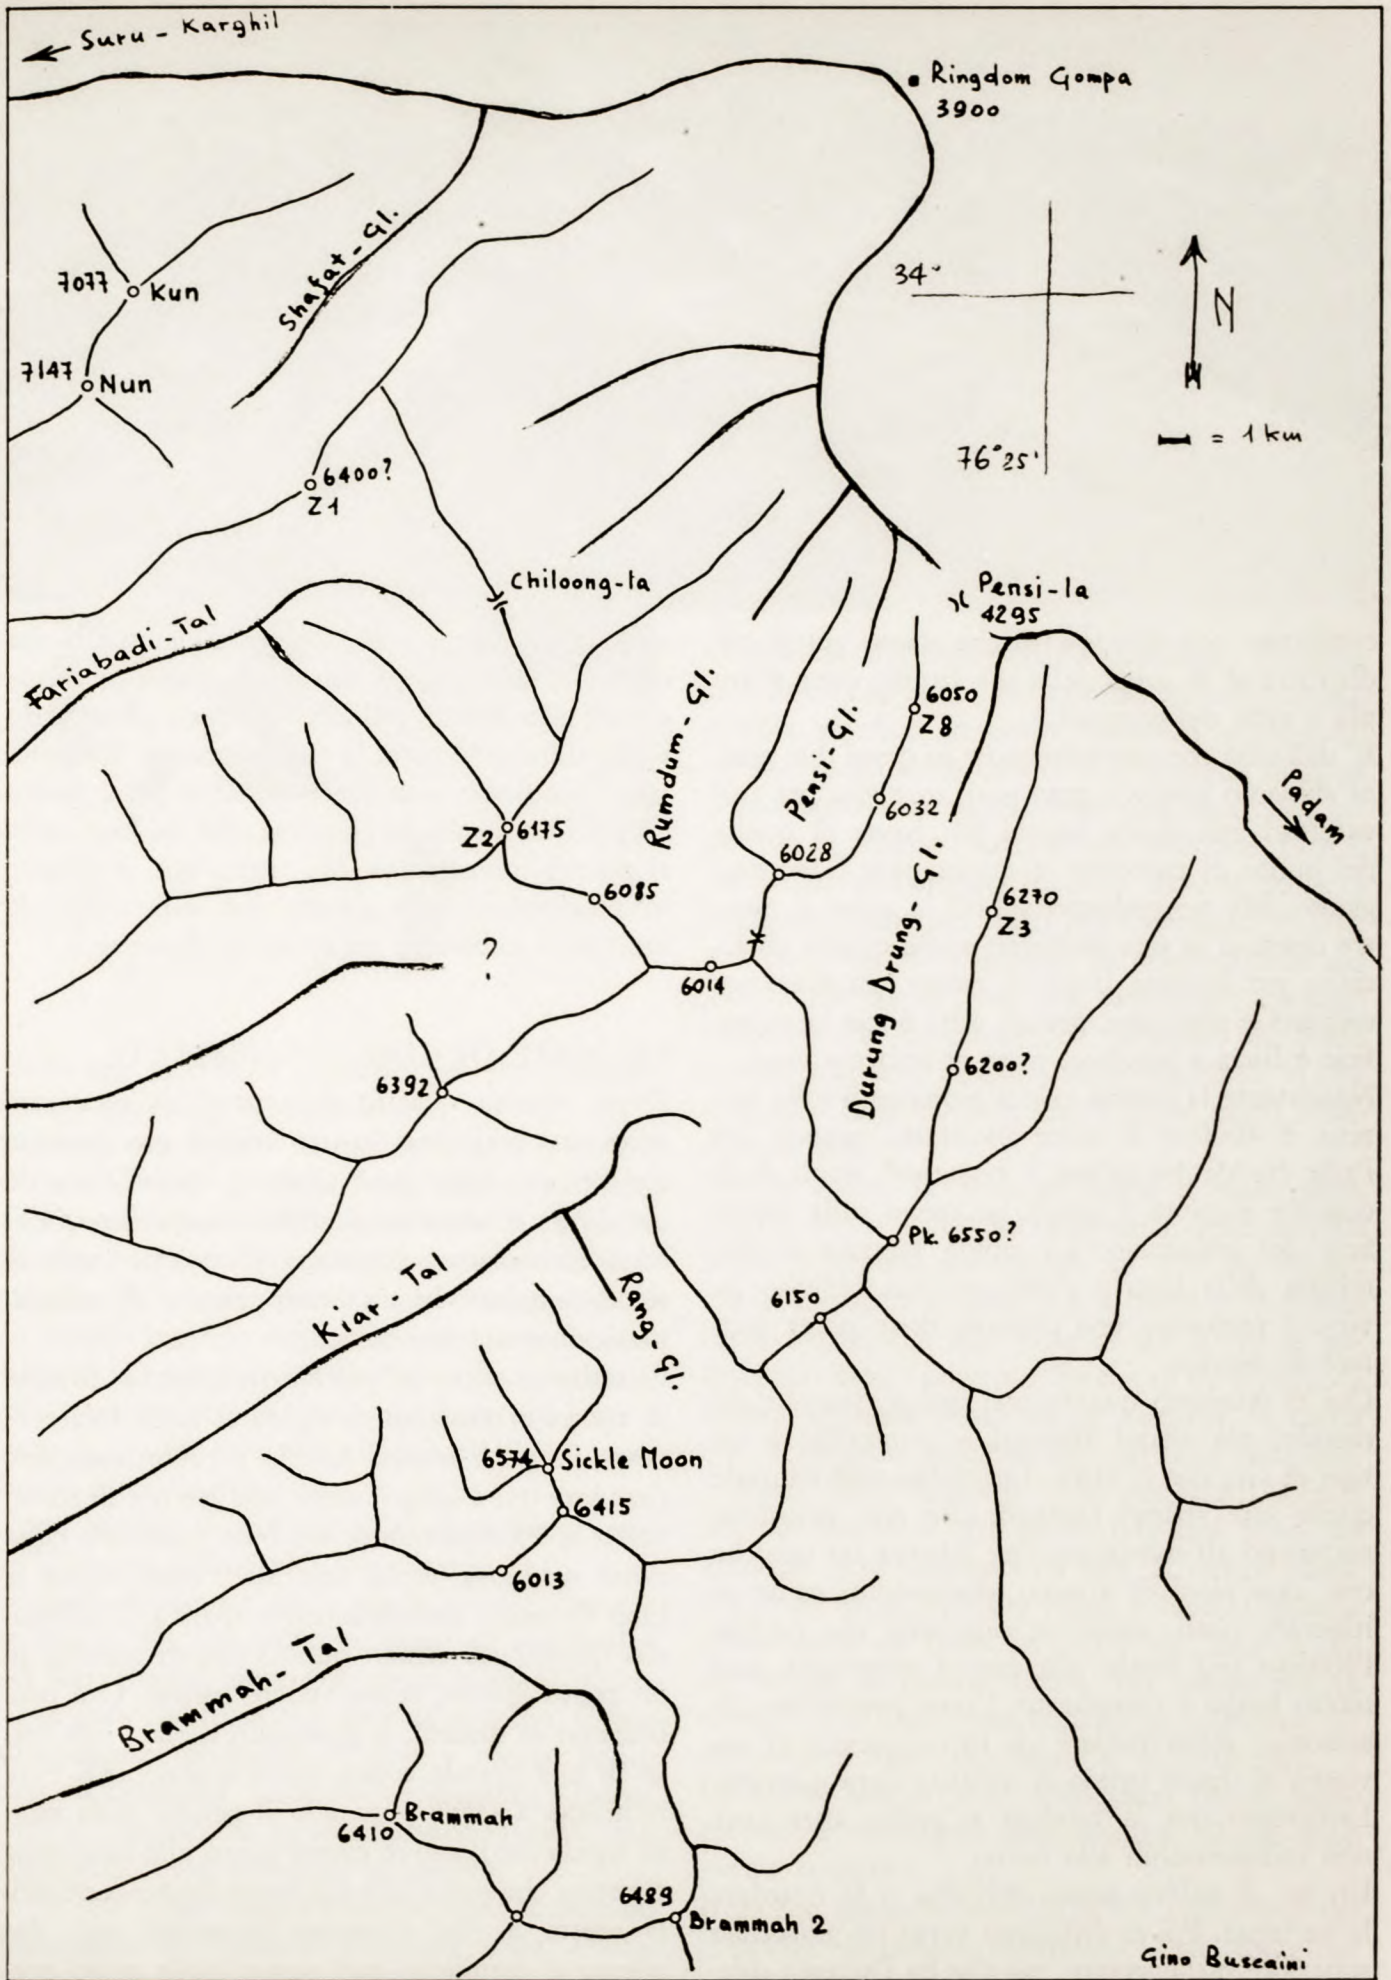 Suru - Karghil
Ringdom Gompa
3900
Shafat - Gl.
7077 Kun
34°
N
7147 Nun
76°25'
= 1 km
6400?
Z1
Chiloong-la
Pensi-la
4295
Fariabadi-Tal
Rumdum - Gl.
Pensi-Gl.
6050
Z8
6032
Padam
Z2 6175
6028
6085
Durung Drung - Gl.
6270
Z3
?
6014
6392
6200?
Pk. 6550?
Kiar - Tal
Rang-Gl.
6150
6574 Sickle Moon
6415
6013
Brammah - Tal
Brammah
6410
6489
Brammah 2
Gino Buscaini